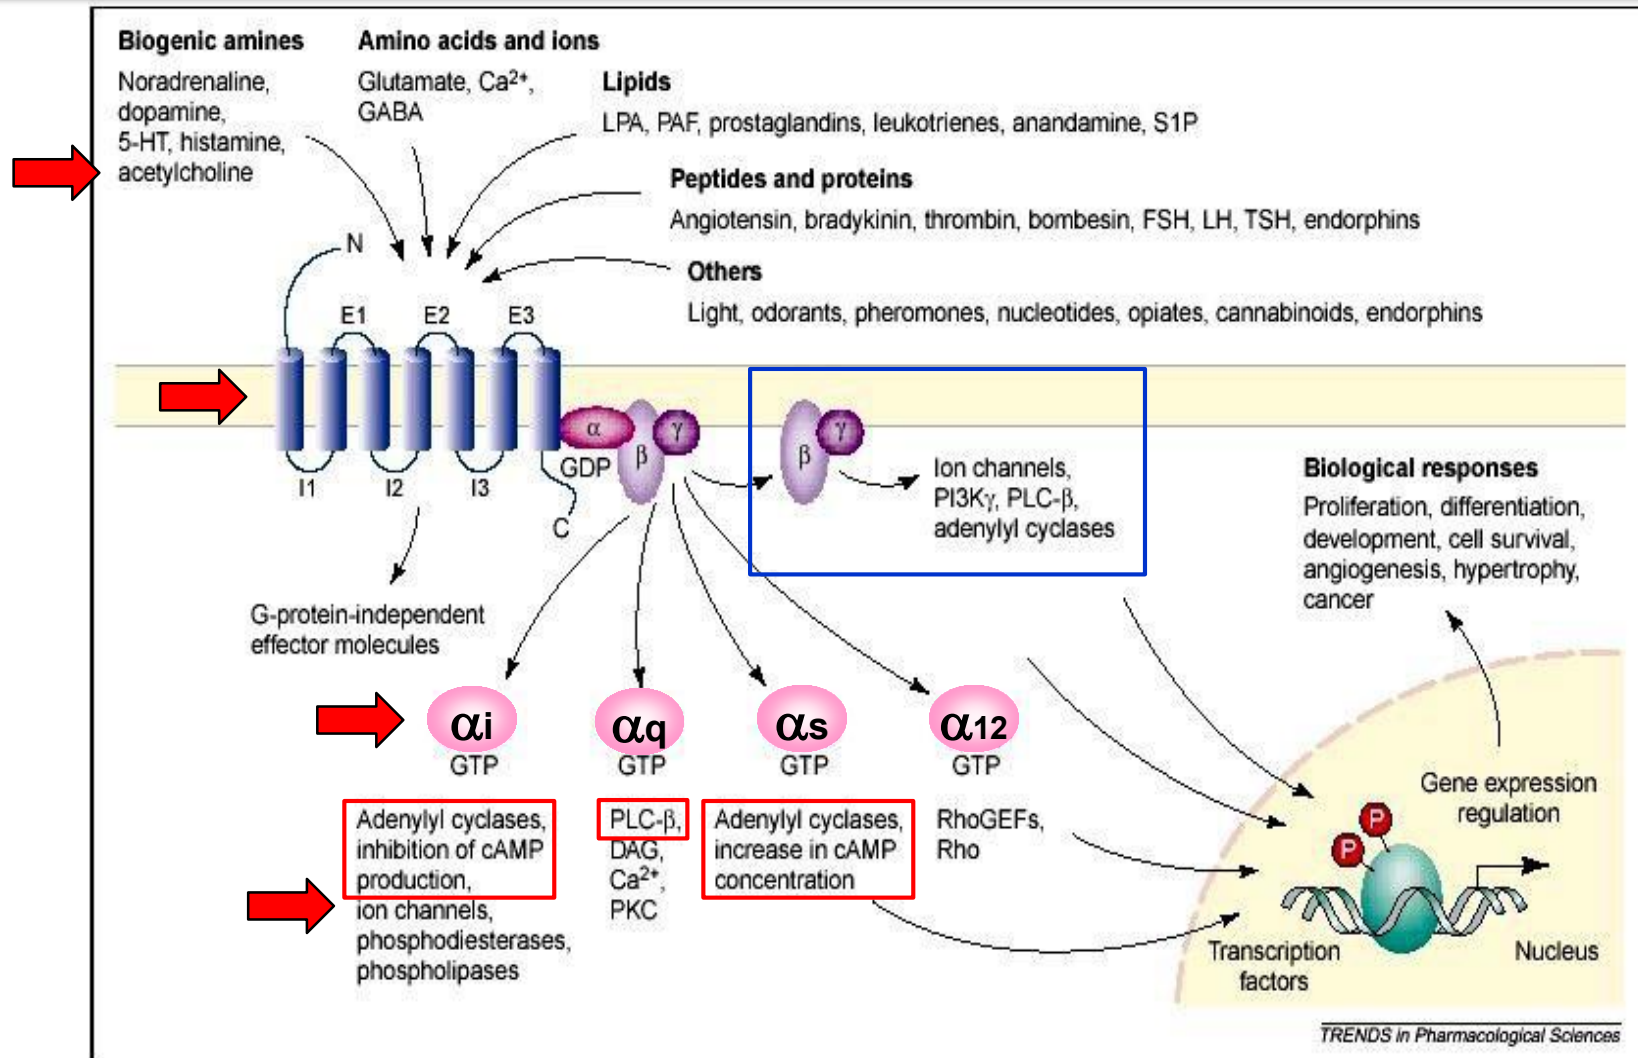 Biogenic amines
Noradrenaline,
dopamine,
5-HT, histamine,
acetylcholine
Amino acids and ions
Glutamate, Ca²⁺,
GABA
Lipids
LPA, PAF, prostaglandins, leukotrienes, anandamine, S1P
Peptides and proteins
Angiotensin, bradykinin, thrombin, bombesin, FSH, LH, TSH, endorphins
Others
Light, odorants, pheromones, nucleotides, opiates, cannabinoids, endorphins
N
E1
E2
E3
α
β
γ
GDP
I1
I2
I3
C
β
γ
Ion channels,
PI3Kγ, PLC-β,
adenylyl cyclases
Biological responses
Proliferation, differentiation,
development, cell survival,
angiogenesis, hypertrophy,
cancer
G-protein-independent
effector molecules
αi
GTP
αq
GTP
αs
GTP
α12
GTP
Adenylyl cyclases,
inhibition of cAMP
production,
ion channels,
phosphodiesterases,
phospholipases
PLC-β,
DAG,
Ca²⁺,
PKC
Adenylyl cyclases,
increase in cAMP
concentration
RhoGEFs,
Rho
Gene expression
regulation
P
P
Transcription
factors
Nucleus
TRENDS in Pharmacological Sciences